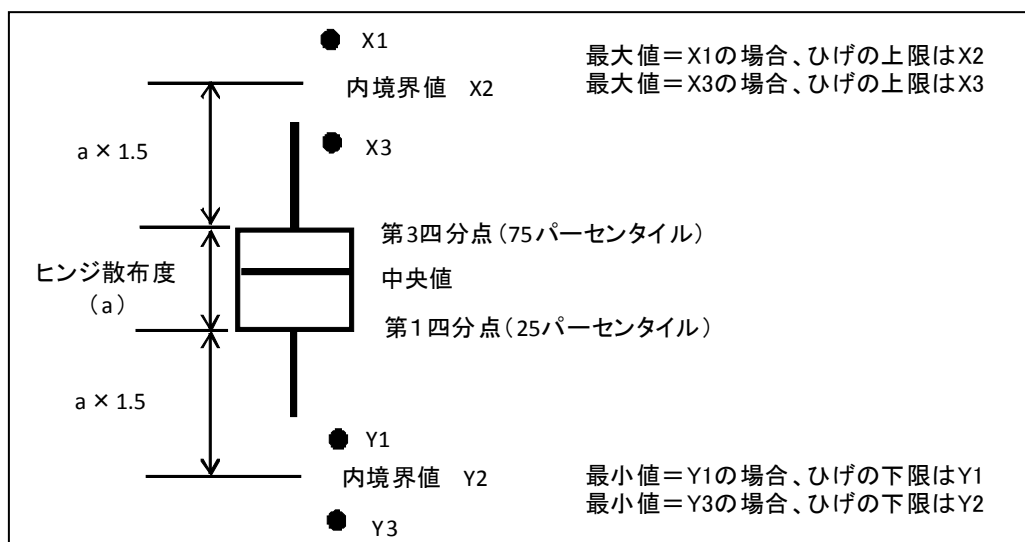 X1
最大値=X1の場合、ひげの上限はX2
内境界値 X2
最大値=X3の場合、ひげの上限はX3
a × 1.5
X3
第3四分点(75パーセンタイル)
ヒンジ散布度
(a)
中央値
第1四分点(25パーセンタイル)
a × 1.5
Y1
内境界値 Y2
最小値=Y1の場合、ひげの下限はY1
最小値=Y3の場合、ひげの下限はY2
Y3